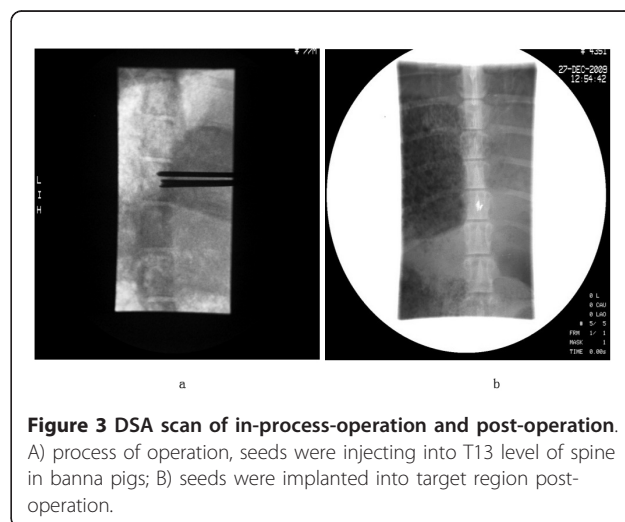 # 77M
L
I
H
a
# 4351
27-DEC-2009
12:54:42
0 L
0 CAU
0 LAO
# 5/ 5
FRM 1/ 1
MASK 1
TIME 0.00s
b
Figure 3 DSA scan of in-process-operation and post-operation.
A) process of operation, seeds were injecting into T13 level of spine
in banna pigs; B) seeds were implanted into target region post-
operation.